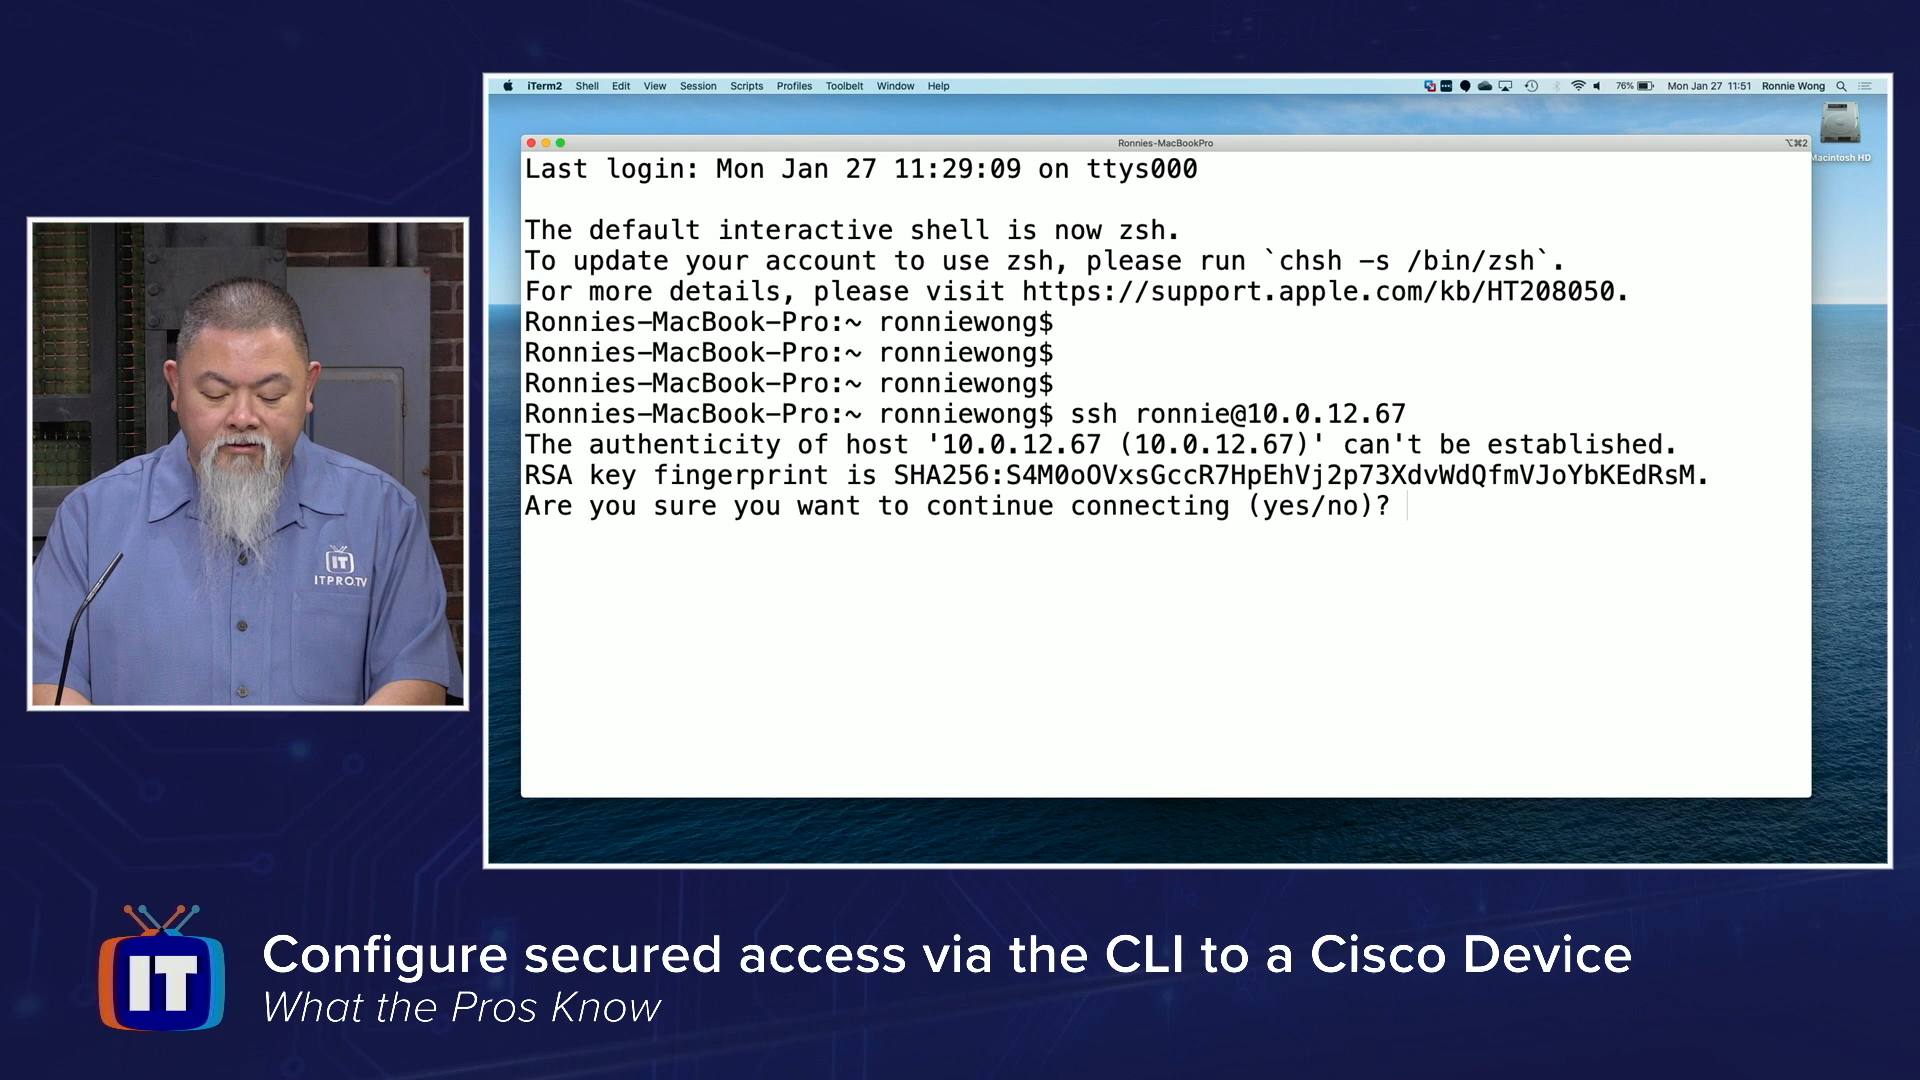 iTerm2 Shell Edit View Session Scripts Profiles Toolbelt Window Help 76% Mon Jan 27 11:51 Ronnie Wong
Macintosh HD
Ronnies-MacBookPro ⌥⌘2
Last login: Mon Jan 27 11:29:09 on ttys000
The default interactive shell is now zsh.
To update your account to use zsh, please run `chsh -s /bin/zsh`.
For more details, please visit https://support.apple.com/kb/HT208050.
Ronnies-MacBook-Pro:~ ronniewong$
Ronnies-MacBook-Pro:~ ronniewong$
Ronnies-MacBook-Pro:~ ronniewong$
Ronnies-MacBook-Pro:~ ronniewong$ ssh ronnie@10.0.12.67
The authenticity of host '10.0.12.67 (10.0.12.67)' can't be established.
RSA key fingerprint is SHA256:S4M0oOVxsGccR7HpEhVj2p73XdvWdQfmVJoYbKEdRsM.
Are you sure you want to continue connecting (yes/no)?
IT
ITPRO.TV
IT
Configure secured access via the CLI to a Cisco Device
What the Pros Know